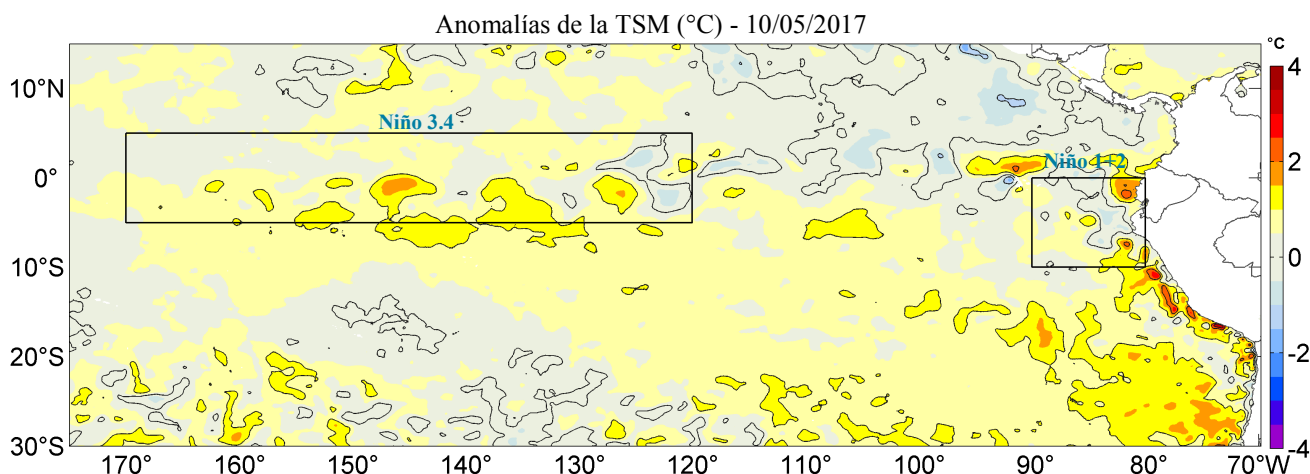 Anomalías de la TSM (°C) - 10/05/2017
°C
4
10°N
Niño 3.4
2
Niño 1+2
0°
0
10°S
20°S
-2
30°S
-4
170° 160° 150° 140° 130° 120° 110° 100° 90° 80° 70°W